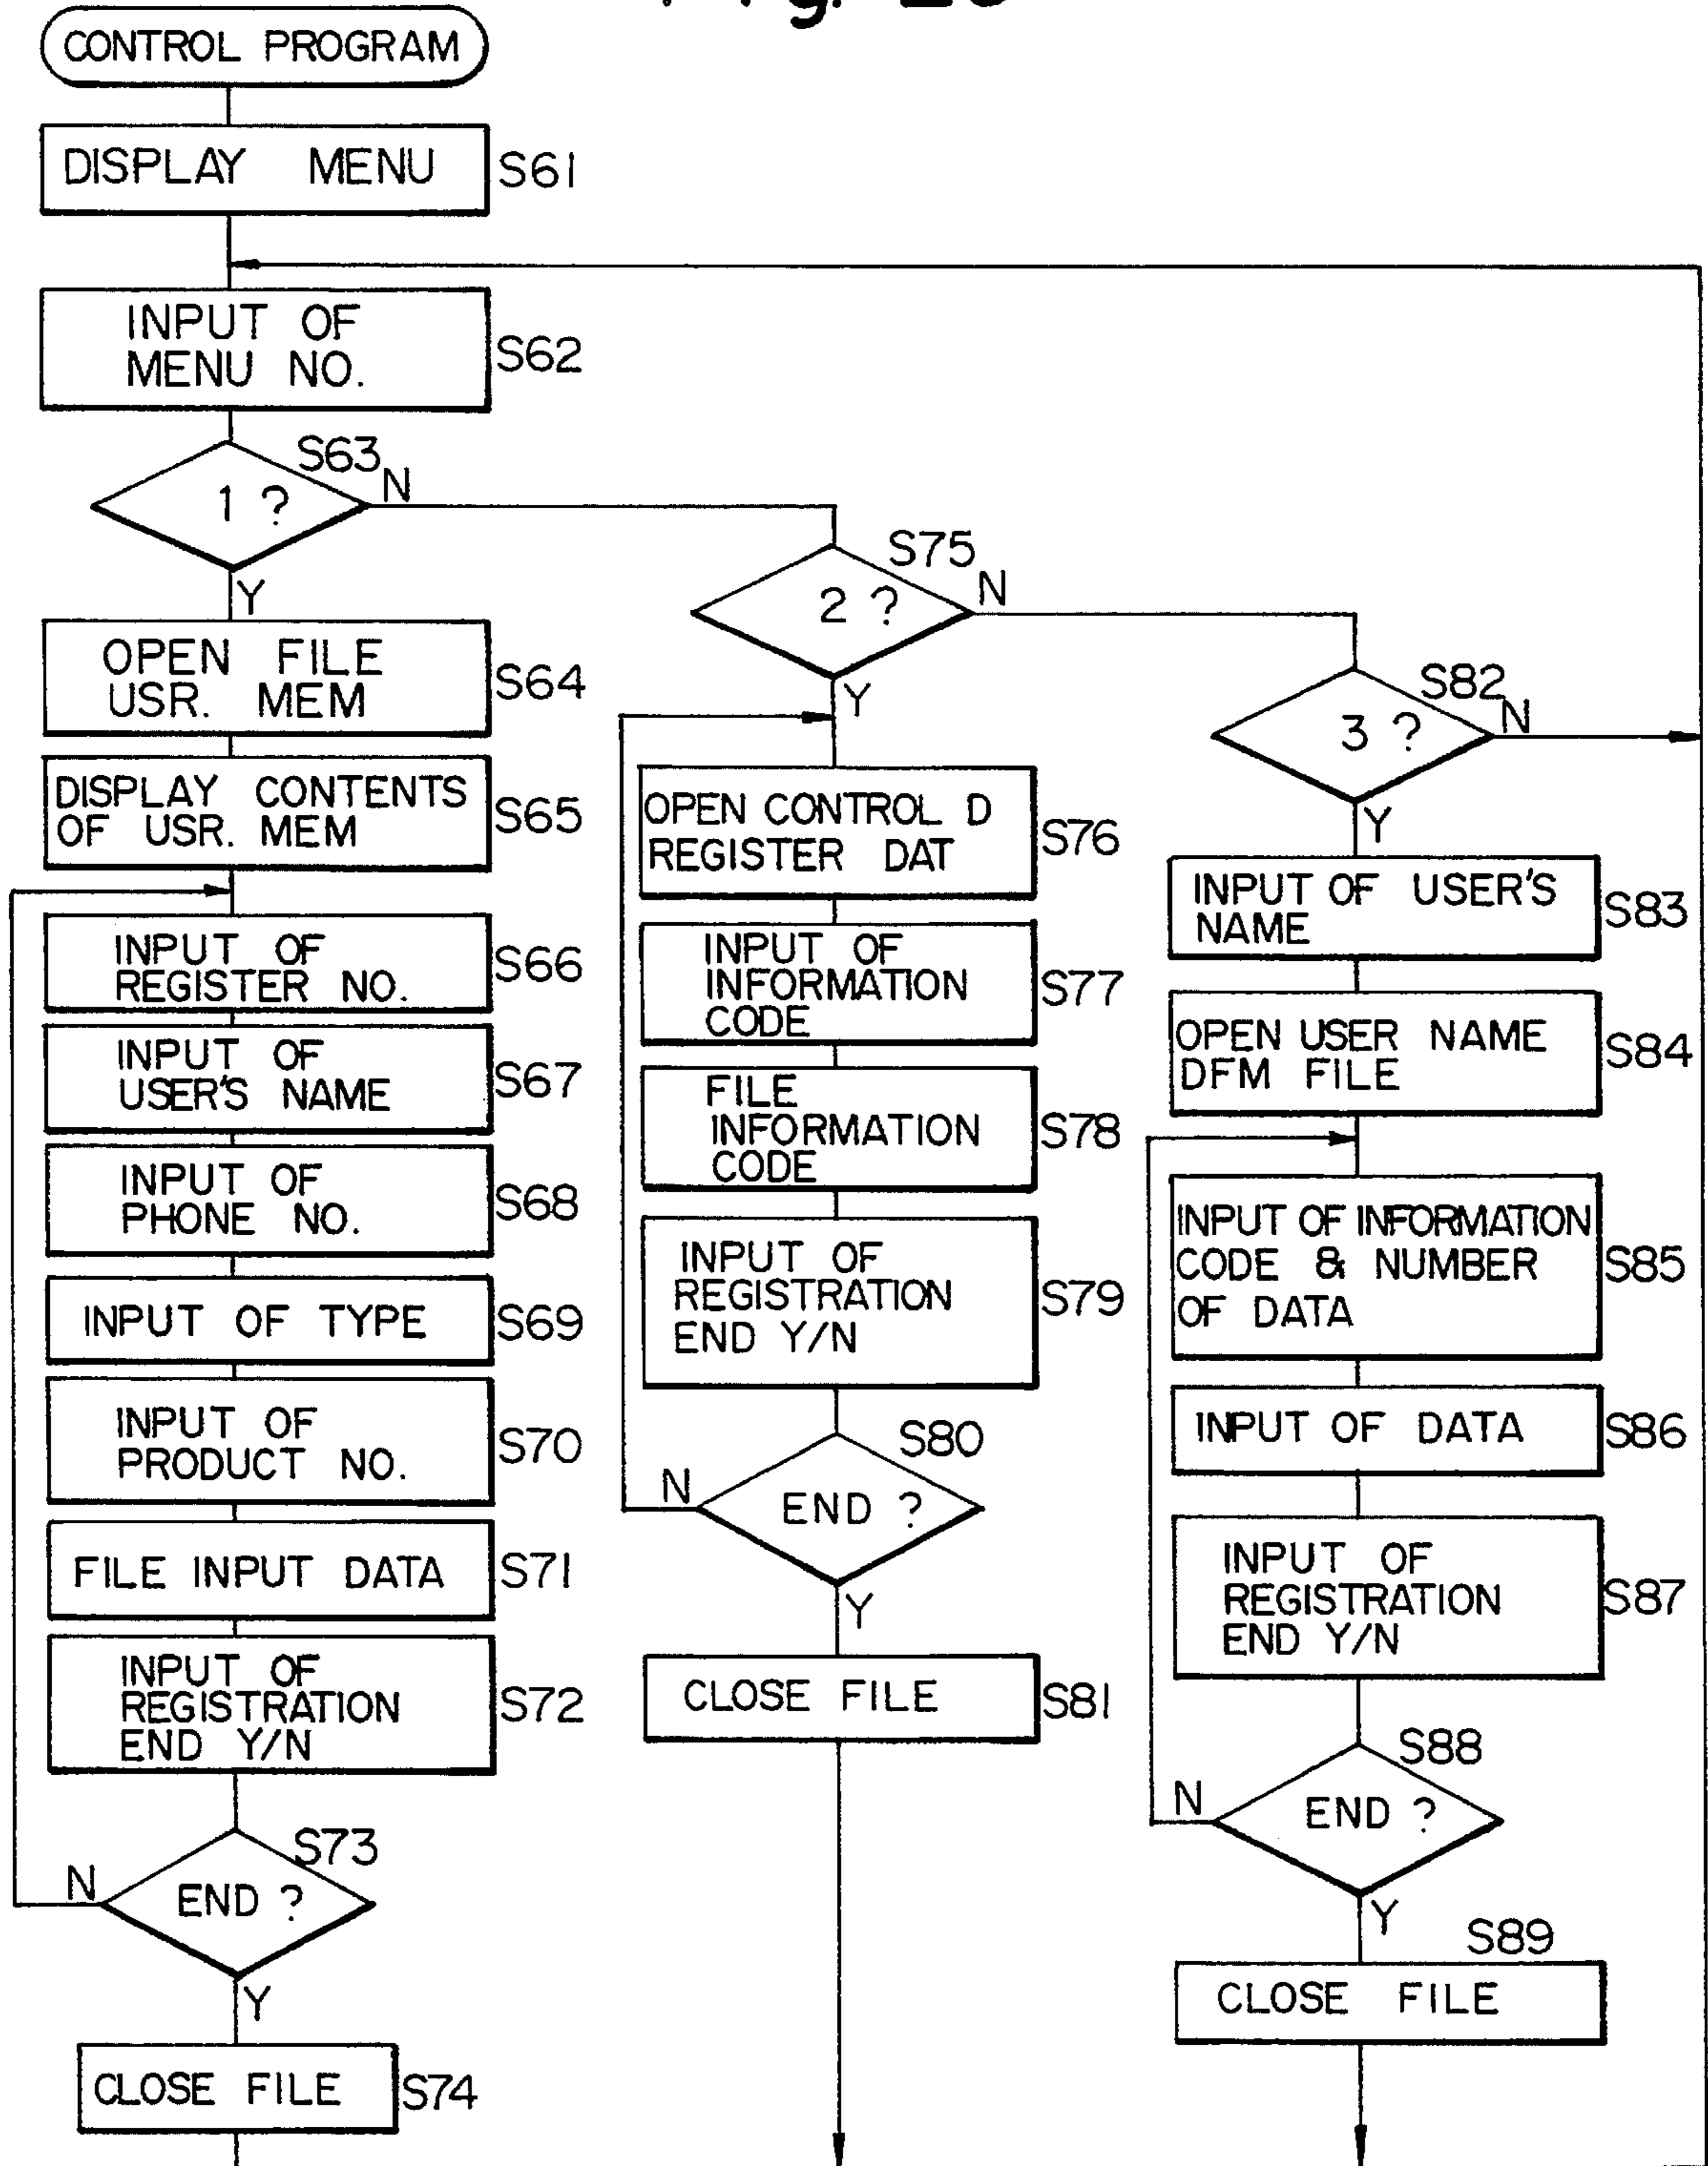 CONTROL PROGRAM
DISPLAY MENU
S61
INPUT OF
MENU NO.
S62
S63
1 ?
N
Y
OPEN FILE
USR. MEM
S64
DISPLAY CONTENTS
OF USR. MEM
S65
INPUT OF
REGISTER NO.
S66
INPUT OF
USER'S NAME
S67
INPUT OF
PHONE NO.
S68
INPUT OF TYPE
S69
INPUT OF
PRODUCT NO.
S70
FILE INPUT DATA
S71
INPUT OF
REGISTRATION
END Y/N
S72
S73
END ?
N
Y
CLOSE FILE
S74
S75
2 ?
N
Y
OPEN CONTROL D
REGISTER DAT
S76
INPUT OF
INFORMATION
CODE
S77
FILE
INFORMATION
CODE
S78
INPUT OF
REGISTRATION
END Y/N
S79
S80
END ?
N
Y
CLOSE FILE
S81
S82
3 ?
N
Y
INPUT OF USER'S
NAME
S83
OPEN USER NAME
DFM FILE
S84
INPUT OF INFORMATION
CODE & NUMBER
OF DATA
S85
INPUT OF DATA
S86
INPUT OF
REGISTRATION
END Y/N
S87
S88
END ?
N
Y
S89
CLOSE FILE